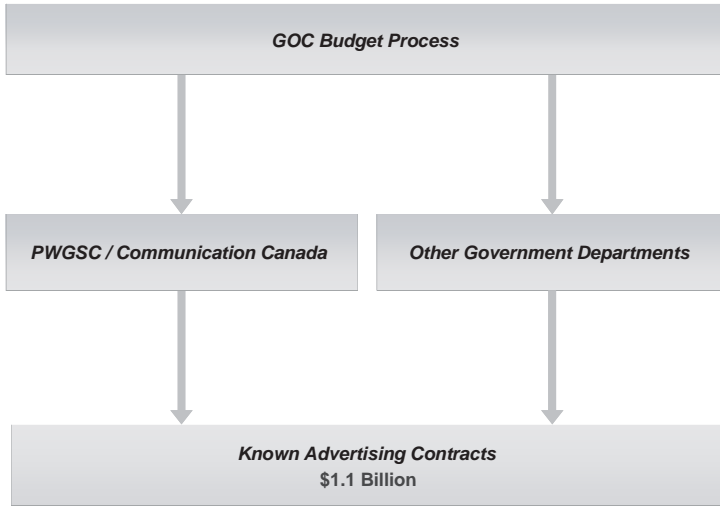 GOC Budget Process
PWGSC / Communication Canada
Other Government Departments
Known Advertising Contracts
$1.1 Billion